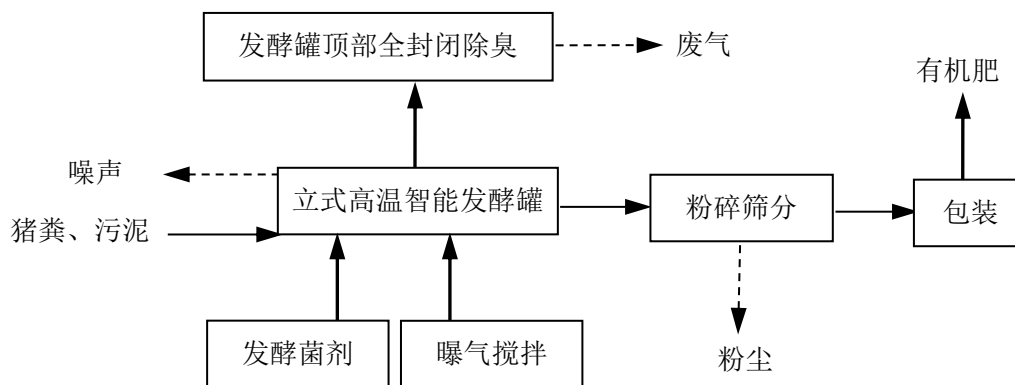 发酵罐顶部全封闭除臭
废气
有机肥
噪声
立式高温智能发酵罐
粉碎筛分
包装
猪粪、污泥
发酵菌剂
曝气搅拌
粉尘